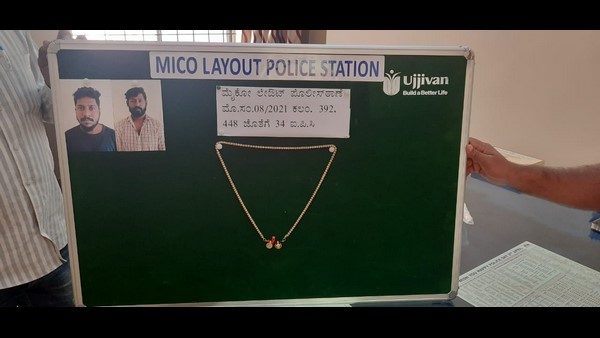 MICO LAYOUT POLICE STATION
Ujjivan
Build a Better Life
ಮೈಕೋ ಲೇಔಟ್ ಪೊಲೀಸ್‌ಠಾಣೆ
ಮೊ.ಸಂ.08/2021 ಕಲಂ. 392,
448 ಜೊತೆಗೆ 34 ಐ.ಪಿ.ಸಿ